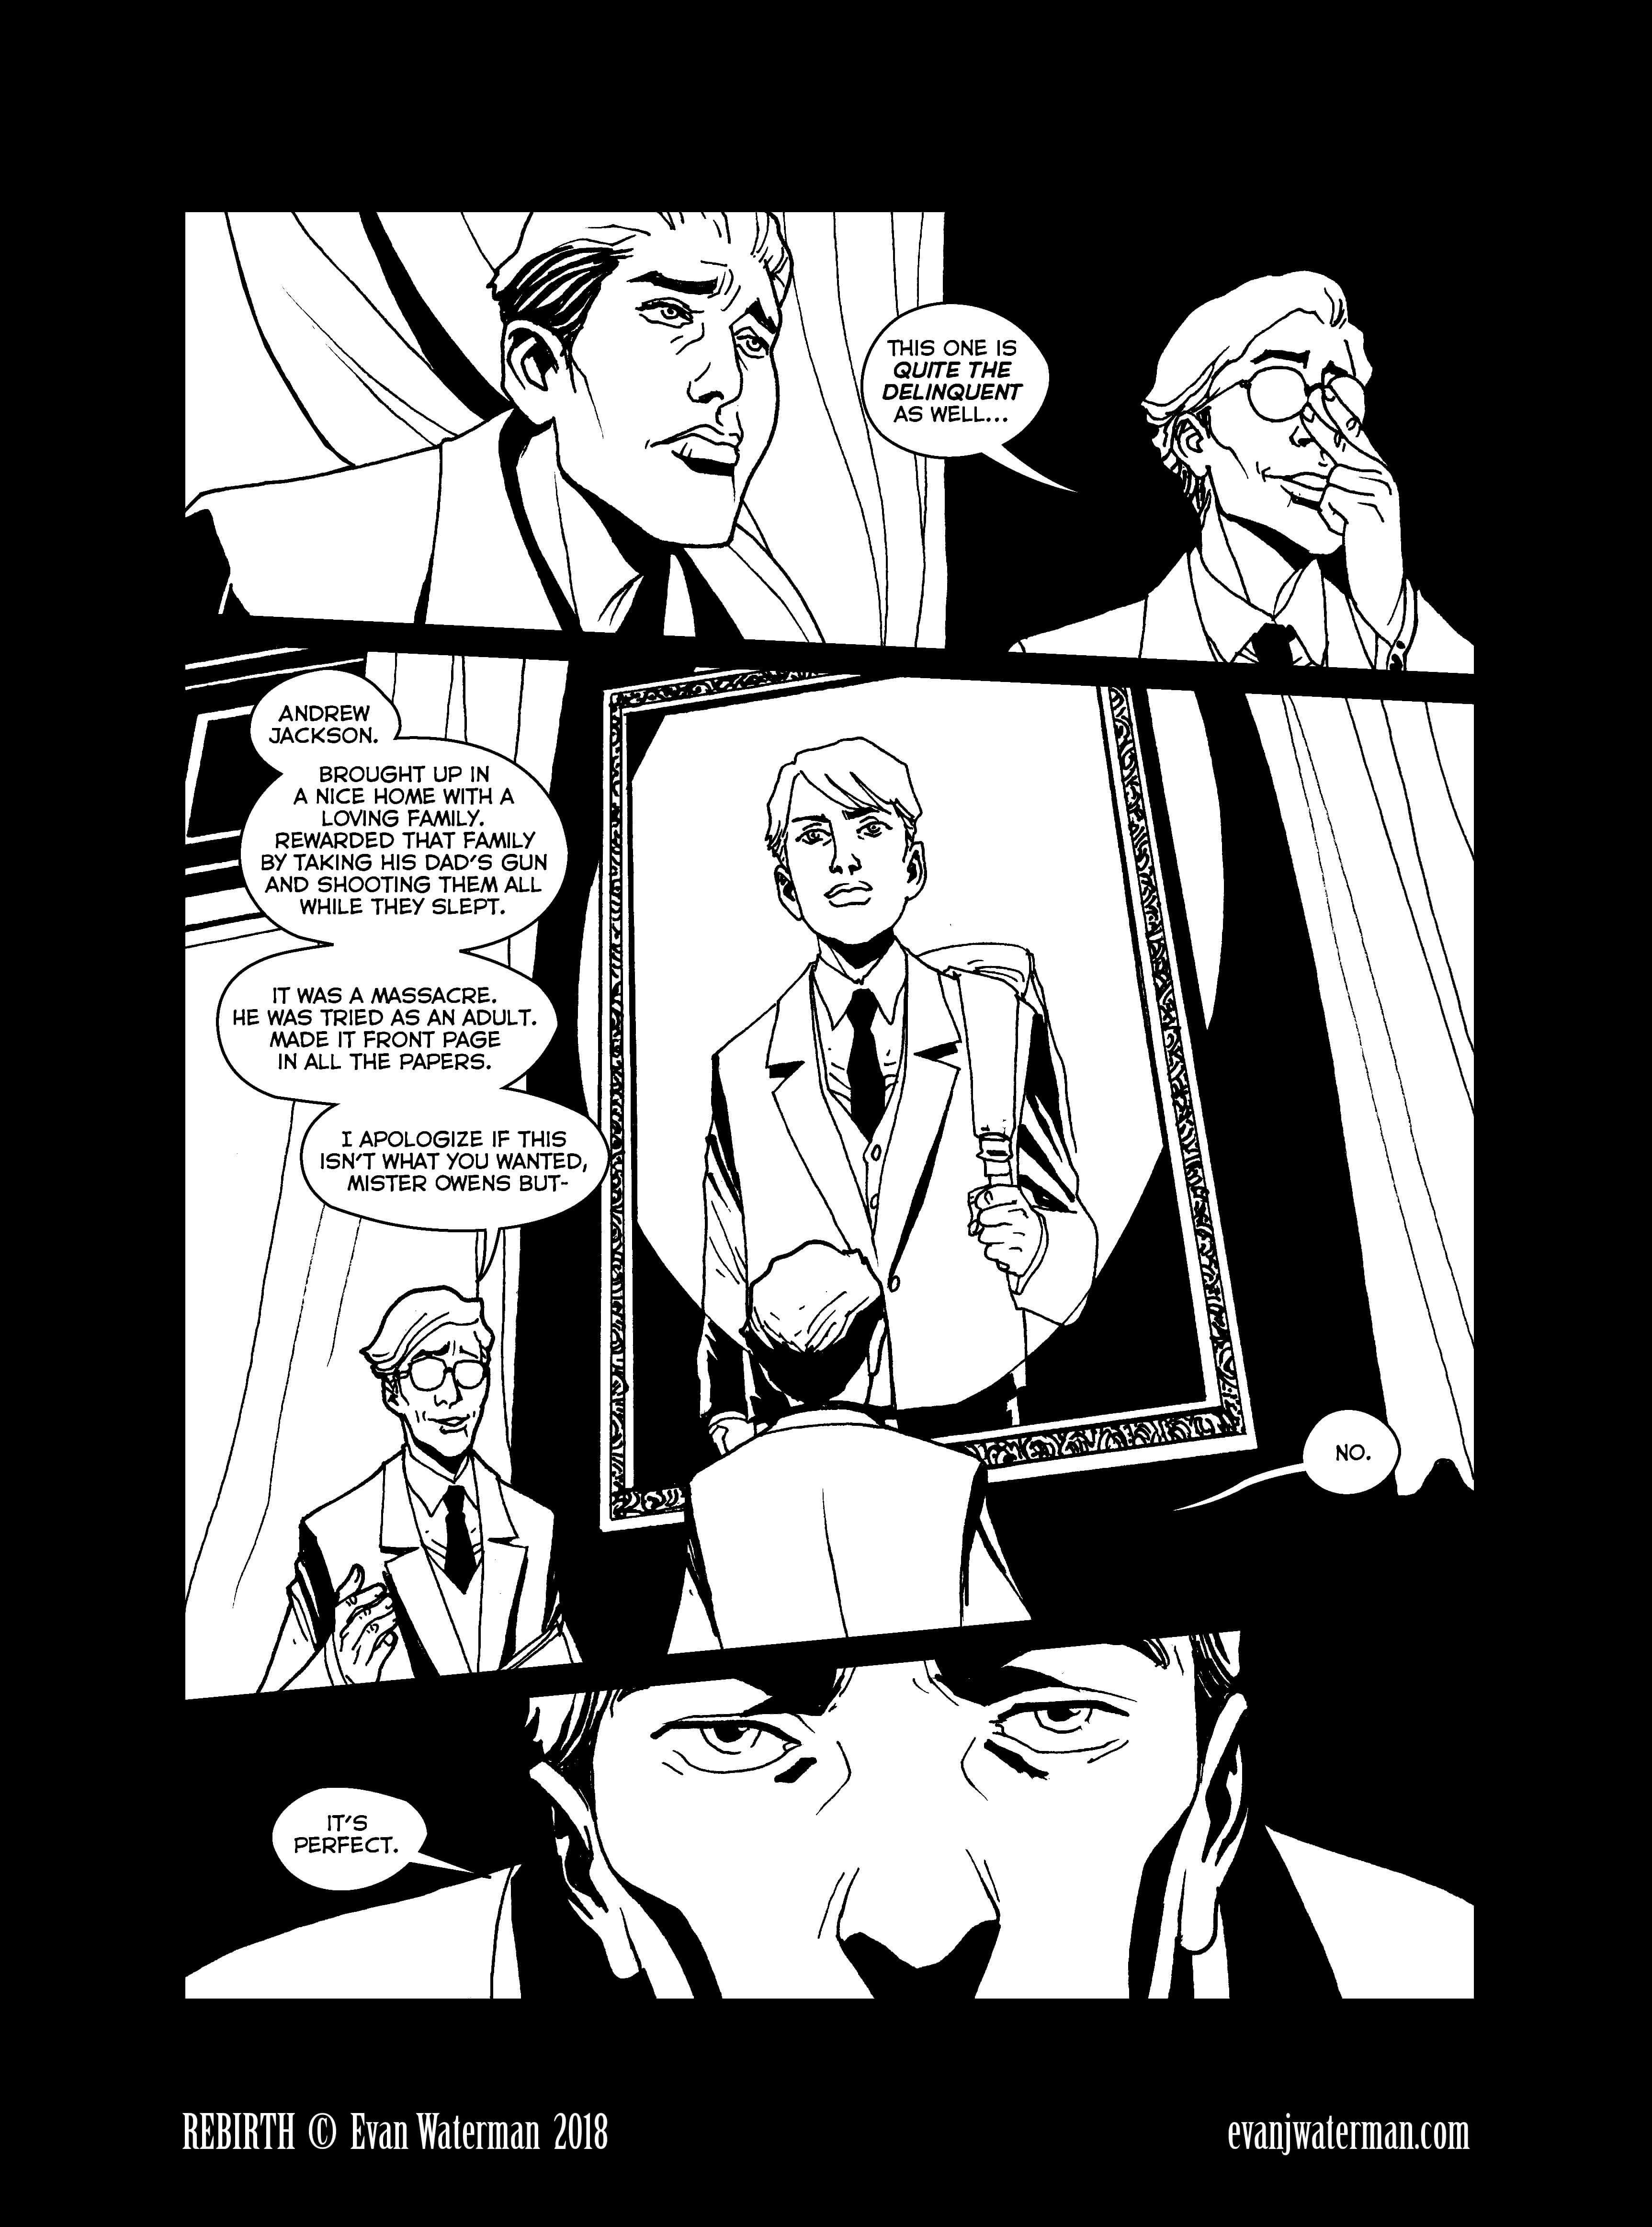 THIS ONE IS
QUITE THE
DELINQUENT
AS WELL...
ANDREW
JACKSON.
BROUGHT UP IN
A NICE HOME WITH A
LOVING FAMILY.
REWARDED THAT FAMILY
BY TAKING HIS DAD'S GUN
AND SHOOTING THEM ALL
WHILE THEY SLEPT.
IT WAS A MASSACRE.
HE WAS TRIED AS AN ADULT.
MADE IT FRONT PAGE
IN ALL THE PAPERS.
I APOLOGIZE IF THIS
ISN'T WHAT YOU WANTED,
MISTER OWENS BUT-
NO.
IT'S
PERFECT.
REBIRTH © Evan Waterman 2018
evanjwaterman.com